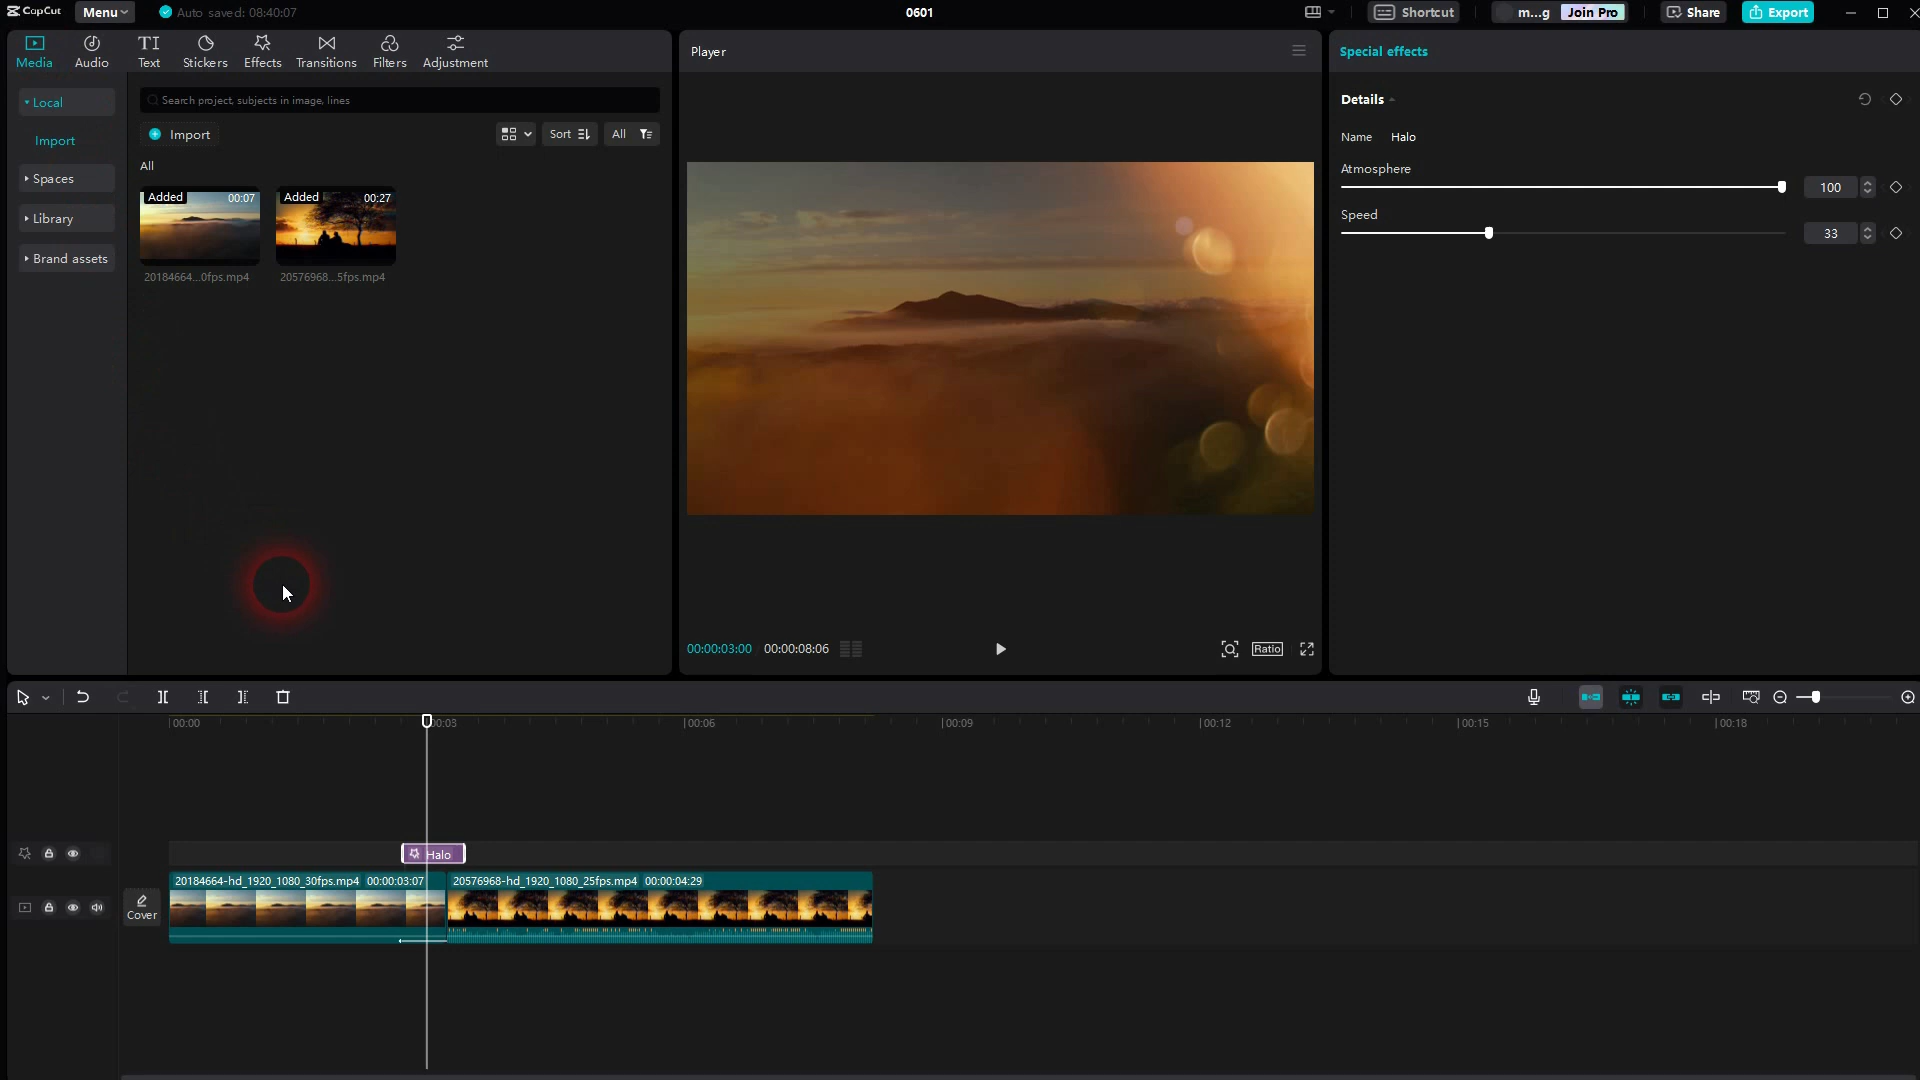 CapCut
Menu
Auto saved: 08:40:07
0601
Shortcut
m...g
Join Pro
Share
Export
Media
Audio
Text
Stickers
Effects
Transitions
Filters
Adjustment
Local
Import
Spaces
Library
Brand assets
Search project, subjects in image, lines
Import
Sort
All
All
Added
00:07
20184664...0fps.mp4
Added
00:27
20576968...5fps.mp4
Player
00:00:03:00
00:00:08:06
Ratio
Special effects
Details
Name
Halo
Atmosphere
100
Speed
33
00:00
00:03
00:06
00:09
00:12
00:15
00:18
Halo
Cover
20184664-hd_1920_1080_30fps.mp4 00:00:03:07
20576968-hd_1920_1080_25fps.mp4 00:00:04:29